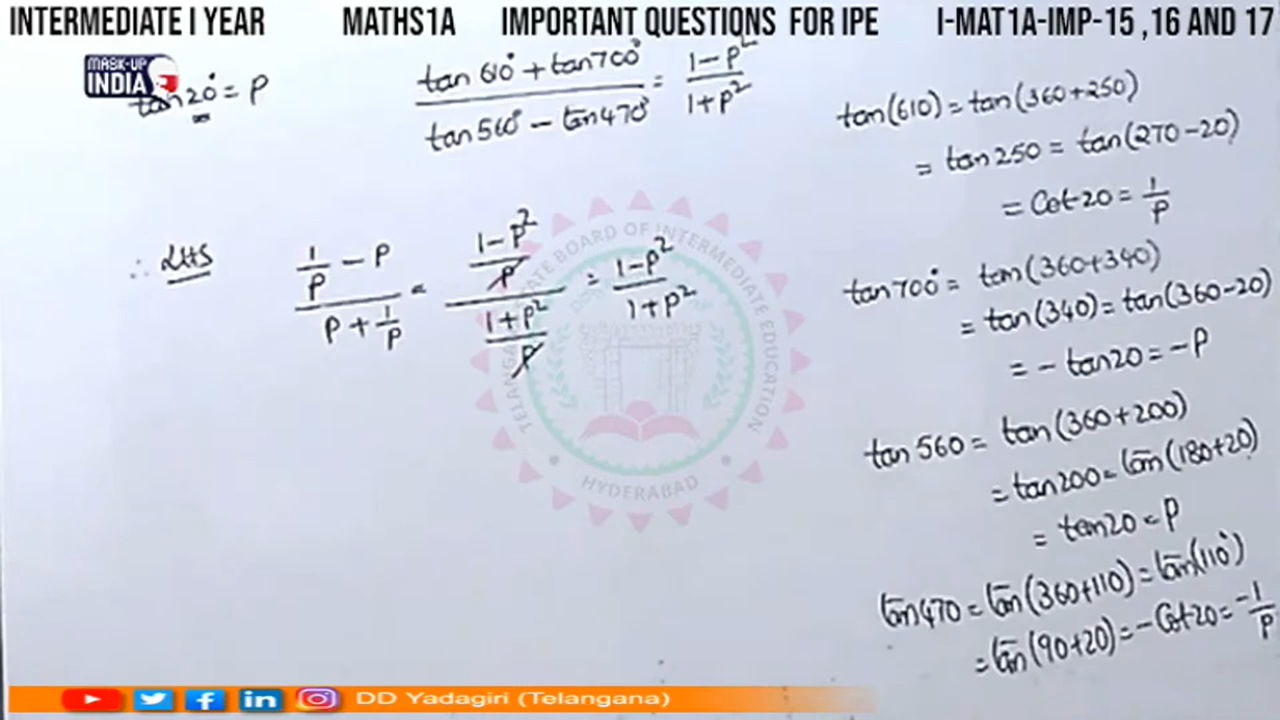 INTERMEDIATE I YEAR MATHS1A IMPORTANT QUESTIONS FOR IPE I-MAT1A-IMP-15 ,16 AND 17
MASK-UP
INDIA
tan20° = P
tan 610° + tan700° / tan560° - tan470° = 1-P² / 1+P²
∴ LHS (1/P - P) / (P + 1/P) = ((1-P²)/P) / ((1+P²)/P) = 1-P² / 1+P²
tan(610) = tan(360+250)
= tan250 = tan(270-20)
= Cot20 = 1/P
tan700° = tan(360+340)
= tan(340) = tan(360-20)
= - tan20 = -P
tan560 = tan(360+200)
= tan200 = tan(180+20)
= tan20 = P
tan470 = tan(360+110) = tan(110°)
= tan(90+20) = -Cot20 = -1/P
TELANGANA STATE BOARD OF INTERMEDIATE EDUCATION
• HYDERABAD •
DD Yadagiri (Telangana)